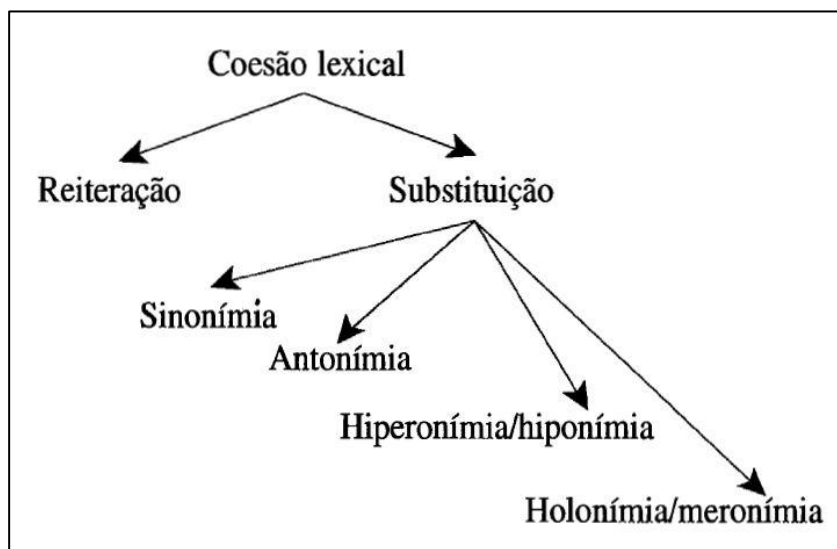 Coesão lexical
Reiteração
Substituição
Sinonímia
Antonímia
Hiperonímia/hiponímia
Holonímia/meronímia